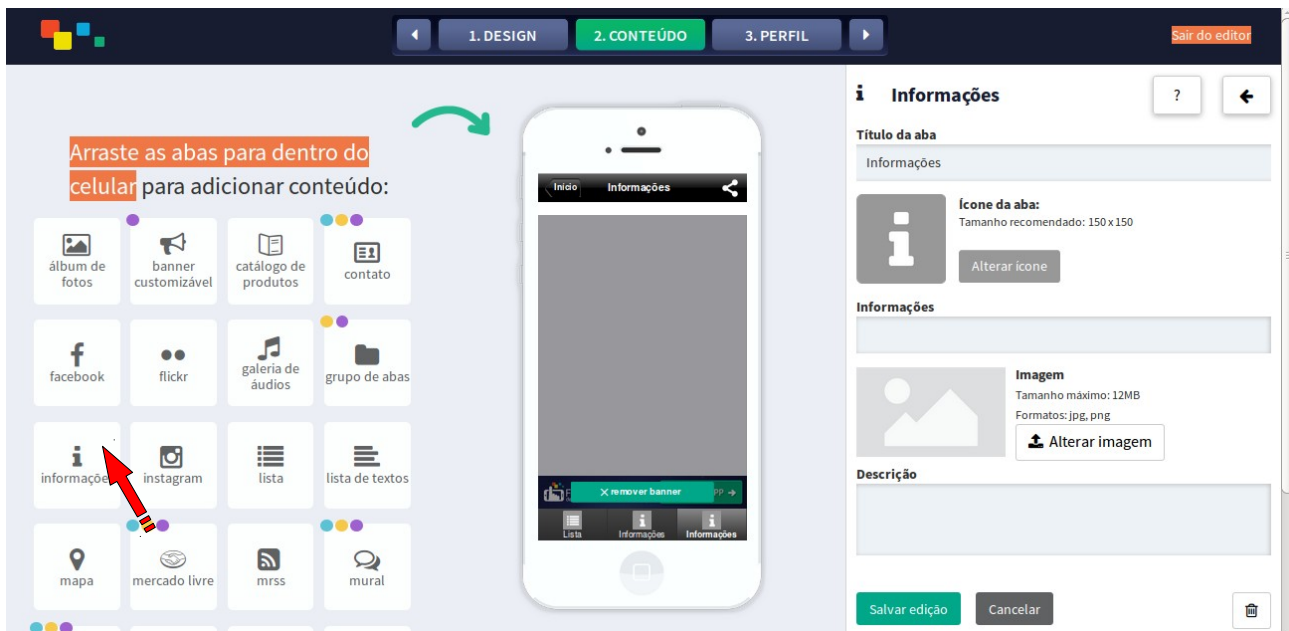 1. DESIGN
2. CONTEÚDO
3. PERFIL
Sair do editor
Arraste as abas para dentro do
celular para adicionar conteúdo:
álbum de
fotos
banner
customizável
catálogo de
produtos
contato
facebook
flickr
galeria de
áudios
grupo de abas
informaçõe
instagram
lista
lista de textos
mapa
mercado livre
mrss
mural
Início
Informações
X remover banner
PP →
Lista
Informações
Informações
Informações
?
Título da aba
Informações
Ícone da aba:
Tamanho recomendado: 150 x 150
Alterar ícone
Informações
Imagem
Tamanho máximo: 12MB
Formatos: jpg, png
Alterar imagem
Descrição
Salvar edição
Cancelar